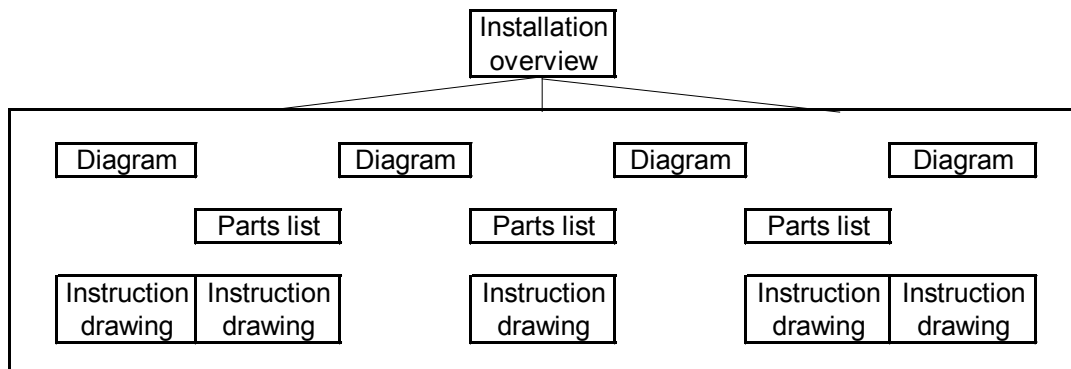 Installation
overview
Diagram
Diagram
Diagram
Diagram
Parts list
Parts list
Parts list
Instruction
drawing
Instruction
drawing
Instruction
drawing
Instruction
drawing
Instruction
drawing